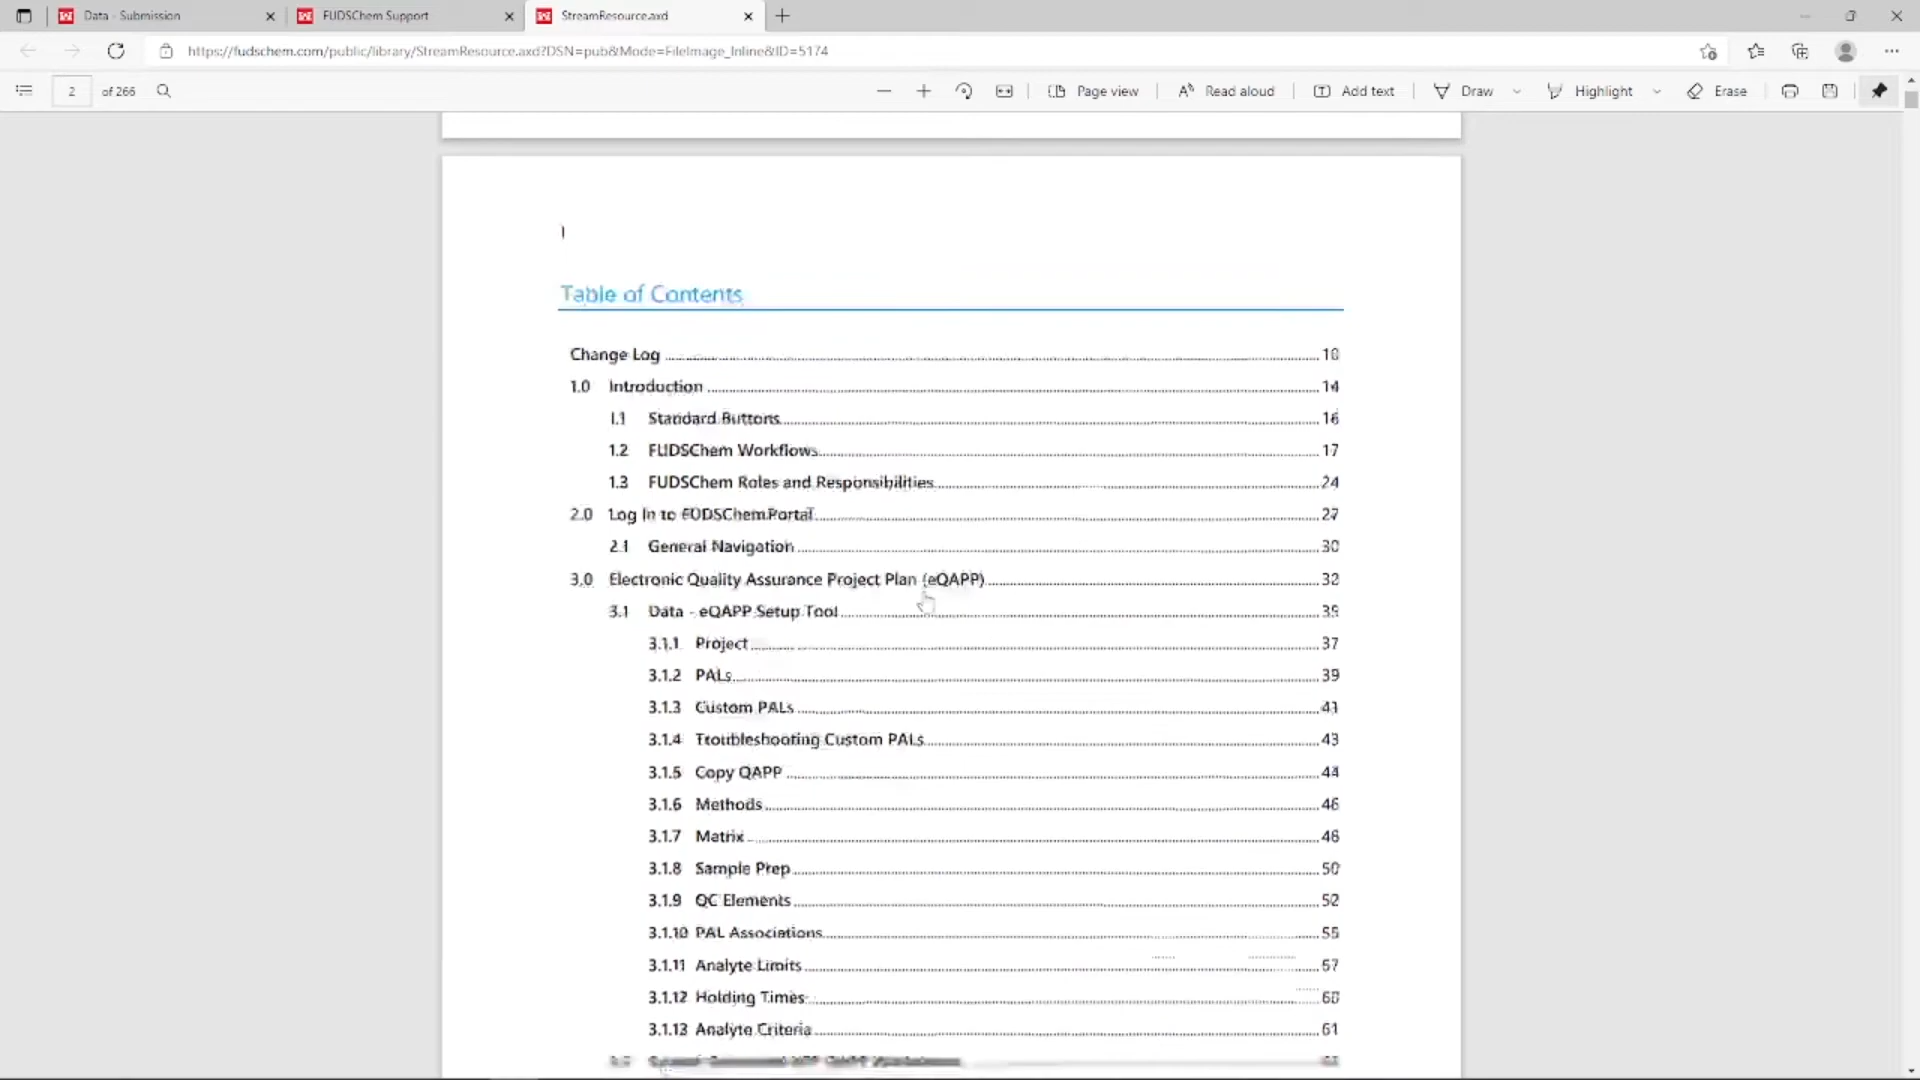 Data - Submission
FUDSChem Support
StreamResource.axd
https://fudschem.com/public/library/StreamResource.axd?DSN=pub&Mode=FileImage_Inline&ID=5174
2 of 266
Page view
Read aloud
Add text
Draw
Highlight
Erase
Table of Contents
Change Log 10
1.0 Introduction 14
1.1 Standard Buttons 16
1.2 FUDSChem Workflows 17
1.3 FUDSChem Roles and Responsibilities 24
2.0 Log In to FUDSChem Portal 27
2.1 General Navigation 30
3.0 Electronic Quality Assurance Project Plan (eQAPP) 32
3.1 Data - eQAPP Setup Tool
3.1.1 Project 37
3.1.2 PALs 39
3.1.3 Custom PALs 41
3.1.4 Troubleshooting Custom PALs 43
3.1.5 Copy QAPP 44
3.1.6 Methods
3.1.7 Matrix
3.1.8 Sample Prep 50
3.1.9 QC Elements 52
3.1.10 PAL Associations 55
3.1.11 Analyte Limits
3.1.12 Holding Times 60
3.1.13 Analyte Criteria 61